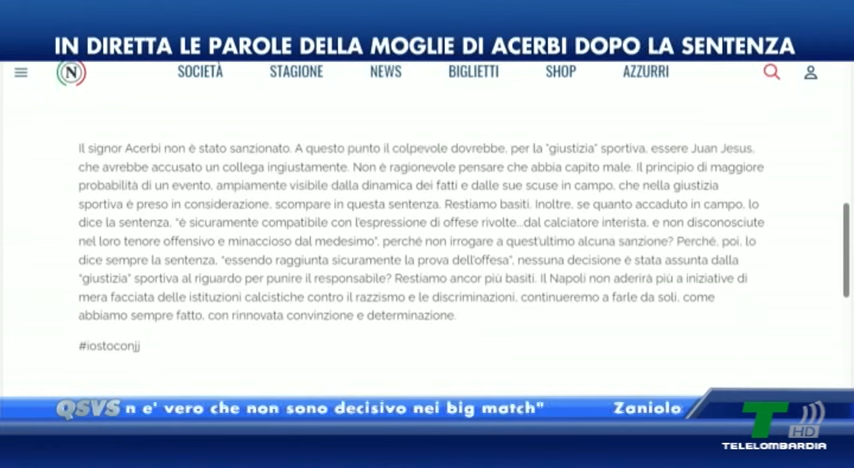 IN DIRETTA LE PAROLE DELLA MOGLIE DI ACERBI DOPO LA SENTENZA
N SOCIETÀ STAGIONE NEWS BIGLIETTI SHOP AZZURRI
Il signor Acerbi non è stato sanzionato. A questo punto il colpevole dovrebbe, per la "giustizia" sportiva, essere Juan Jesus,
che avrebbe accusato un collega ingiustamente. Non è ragionevole pensare che abbia capito male. Il principio di maggiore
probabilità di un evento, ampiamente visibile dalla dinamica dei fatti e dalle sue scuse in campo, che nella giustizia
sportiva è preso in considerazione, scompare in questa sentenza. Restiamo basiti. Inoltre, se quanto accaduto in campo, lo
dice la sentenza, "è sicuramente compatibile con l'espressione di offese rivolte...dal calciatore interista, e non disconosciute
nel loro tenore offensivo e minaccioso dal medesimo", perché non irrogare a quest'ultimo alcuna sanzione? Perché, poi, lo
dice sempre la sentenza, "essendo raggiunta sicuramente la prova dell'offesa", nessuna decisione è stata assunta dalla
"giustizia" sportiva al riguardo per punire il responsabile? Restiamo ancor più basiti. Il Napoli non aderirà più a iniziative di
mera facciata delle istituzioni calcistiche contro il razzismo e le discriminazioni, continueremo a farle da soli, come
abbiamo sempre fatto, con rinnovata convinzione e determinazione.
#iostoconjj
QSVS n e' vero che non sono decisivo nei big match" Zaniolo
T HD
TELELOMBARDIA